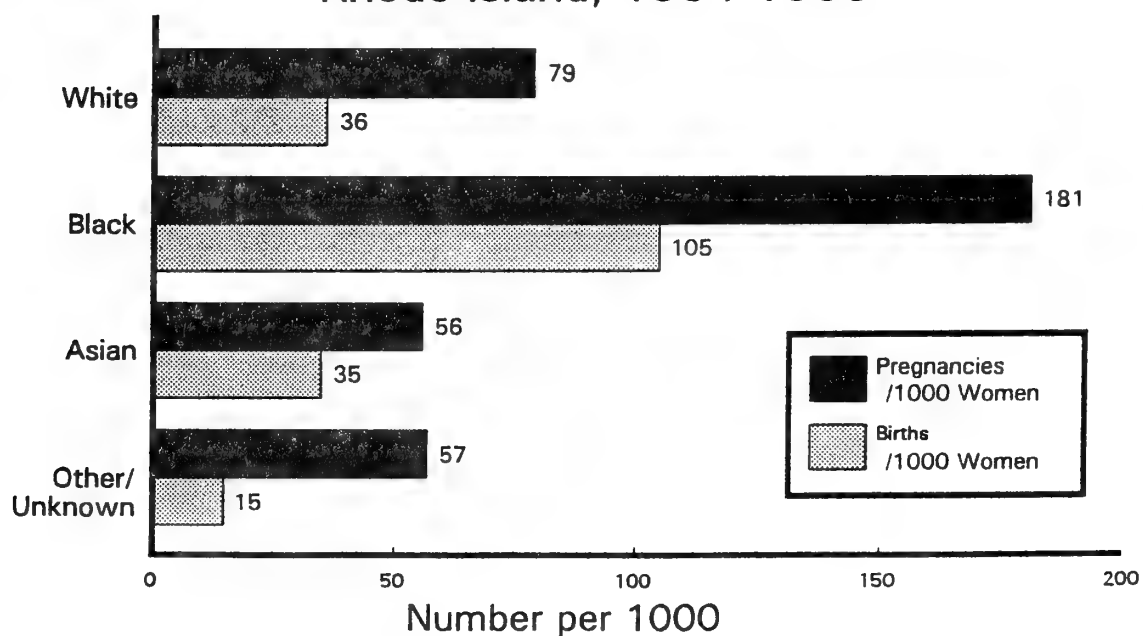 White
79
36
Black
181
105
Asian
56
35
Other/
Unknown
57
15
Pregnancies
/1000 Women
Births
/1000 Women
0 50 100 150 200
Number per 1000